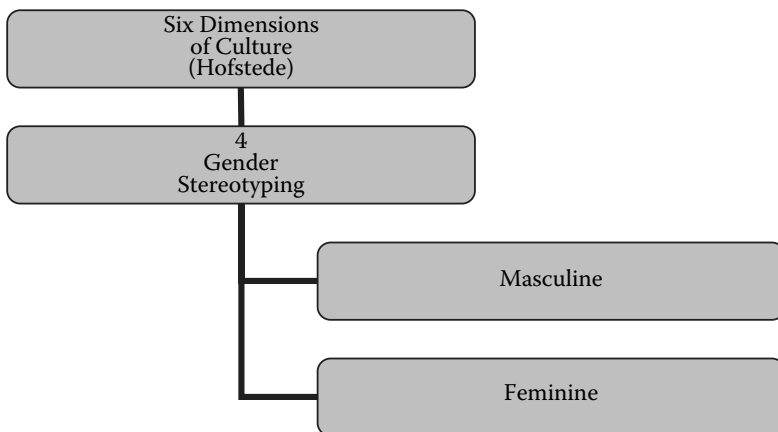 Six Dimensions
of Culture
(Hofstede)
4
Gender
Stereotyping
Masculine
Feminine